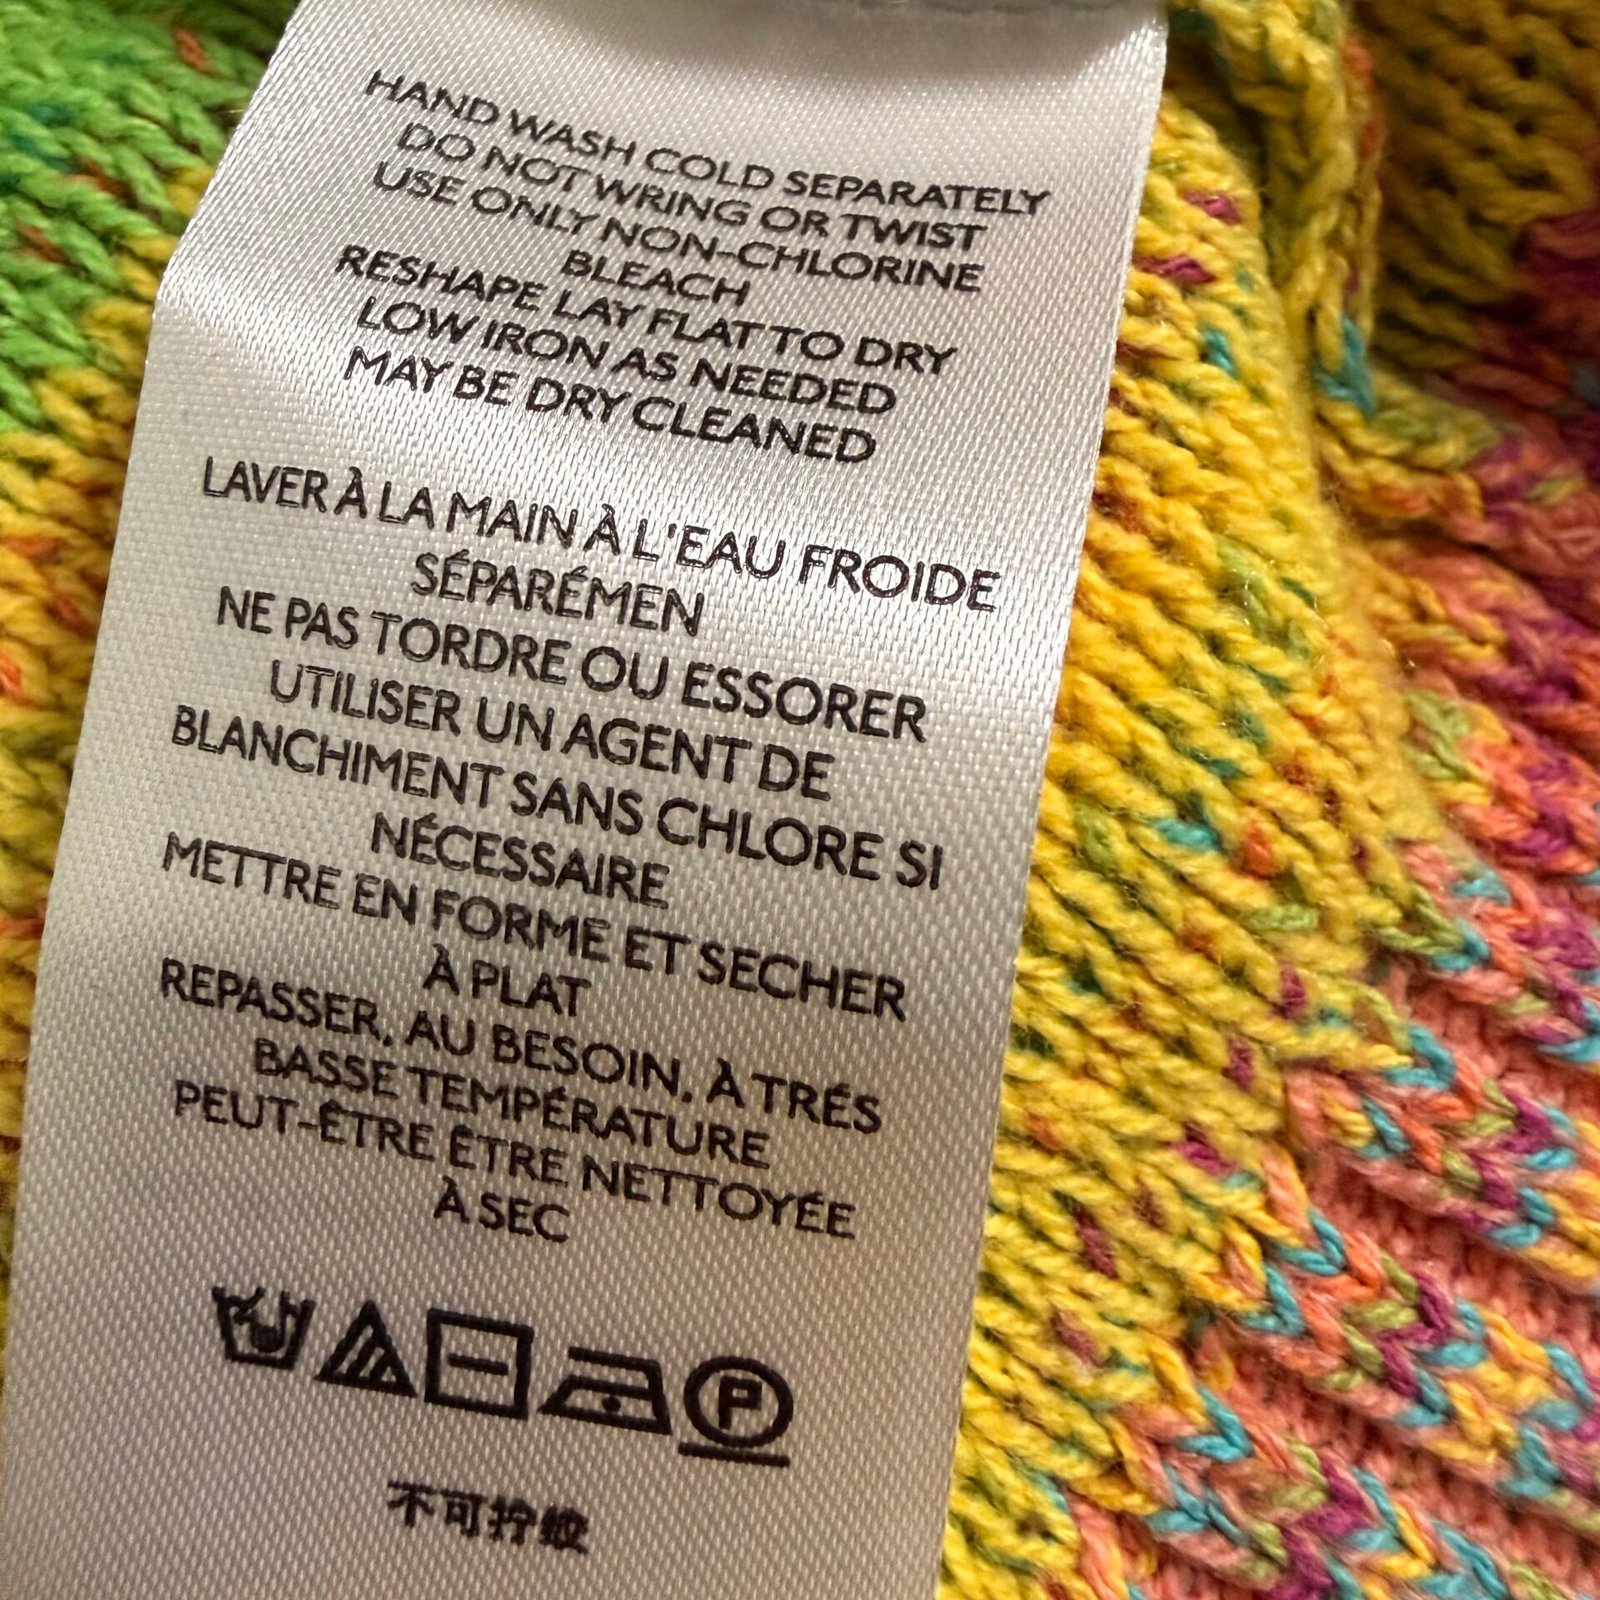 HAND WASH COLD SEPARATELY
DO NOT WRING OR TWIST
USE ONLY NON-CHLORINE
BLEACH
RESHAPE LAY FLAT TO DRY
LOW IRON AS NEEDED
MAY BE DRY CLEANED
LAVER À LA MAIN À L'EAU FROIDE
SÉPARÉMEN
NE PAS TORDRE OU ESSORER
UTILISER UN AGENT DE
BLANCHIMENT SANS CHLORE SI
NÉCESSAIRE
METTRE EN FORME ET SECHER
À PLAT
REPASSER, AU BESOIN, À TRÉS
BASSE TEMPÉRATURE
PEUT-ÊTRE ÊTRE NETTOYÉE
À SEC
P
不可拧绞